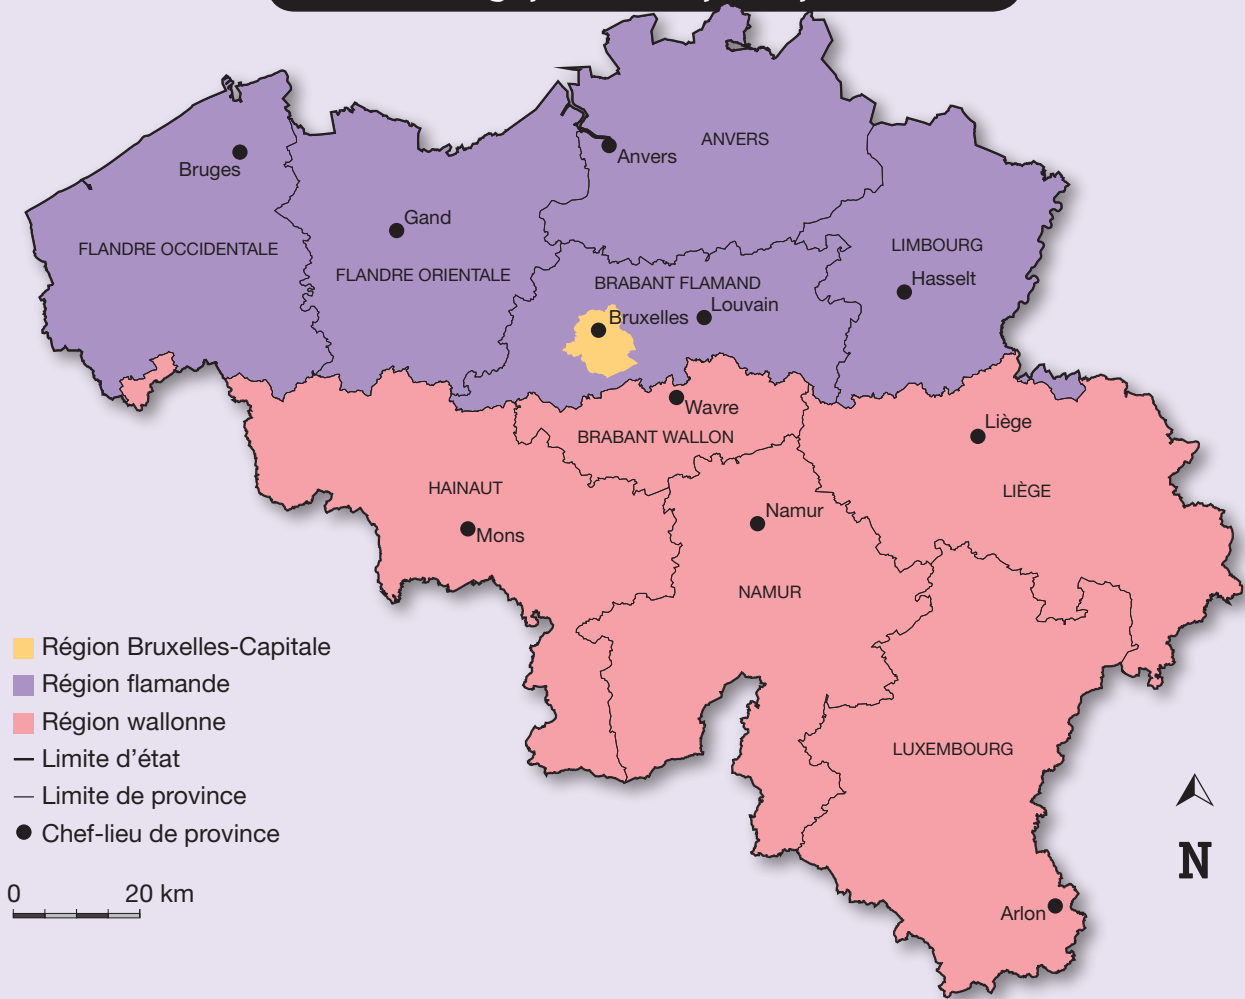 ANVERS
Anvers
Bruges
Gand
FLANDRE OCCIDENTALE
FLANDRE ORIENTALE
LIMBOURG
Hasselt
BRABANT FLAMAND
Louvain
Bruxelles
Wavre
BRABANT WALLON
Liège
LIÈGE
HAINAUT
Mons
Namur
NAMUR
LUXEMBOURG
Arlon
Région Bruxelles-Capitale
Région flamande
Région wallonne
Limite d’état
Limite de province
Chef-lieu de province
0 20 km
N